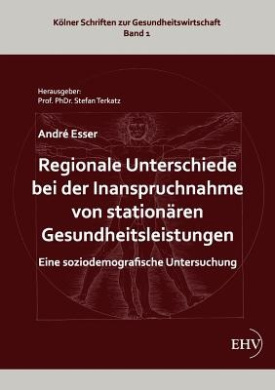 Kölner Schriften zur Gesundheitswirtschaft
Band 1
Herausgeber:
Prof. PhDr. Stefan Terkatz
André Esser
Regionale Unterschiede
bei der Inanspruchnahme
von stationären
Gesundheitsleistungen
Eine soziodemografische Untersuchung
EHV